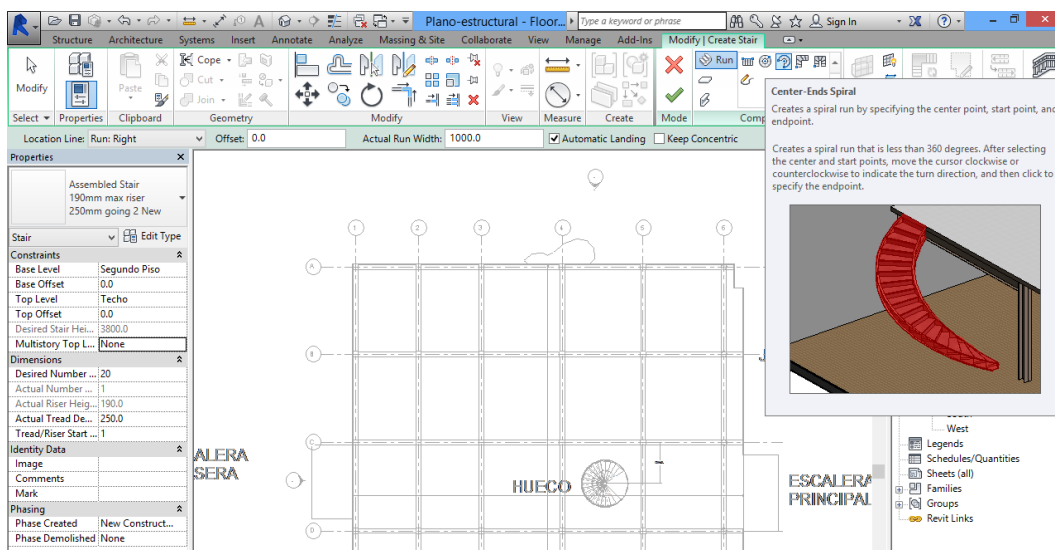 Plano-estructural - Floor... Type a keyword or phrase Sign In
Structure Architecture Systems Insert Annotate Analyze Massing & Site Collaborate View Manage Add-Ins Modify | Create Stair
Modify
Paste
Cope
Cut
Join
Run
Select Properties Clipboard Geometry Modify View Measure Create Mode Comp
Location Line: Run: Right Offset: 0.0 Actual Run Width: 1000.0 Automatic Landing Keep Concentric
Center-Ends Spiral
Creates a spiral run by specifying the center point, start point, and
endpoint.
Creates a spiral run that is less than 360 degrees. After selecting
the center and start points, move the cursor clockwise or
counterclockwise to indicate the turn direction, and then click to
specify the endpoint.
Properties
Assembled Stair
190mm max riser
250mm going 2 New
Stair Edit Type
Constraints
Base Level Segundo Piso
Base Offset 0.0
Top Level Techo
Top Offset 0.0
Desired Stair Hei... 3800.0
Multistory Top L... None
Dimensions
Desired Number ... 20
Actual Number ... 1
Actual Riser Heig... 190.0
Actual Tread De... 250.0
Tread/Riser Start ... 1
Identity Data
Image
Comments
Mark
Phasing
Phase Created New Construct...
Phase Demolished None
1 2 3 4 5 6
A
B
C
D
ALERA
SERA
HUECO
ESCALERA
PRINCIPAL
West
Legends
Schedules/Quantities
Sheets (all)
Families
Groups
Revit Links